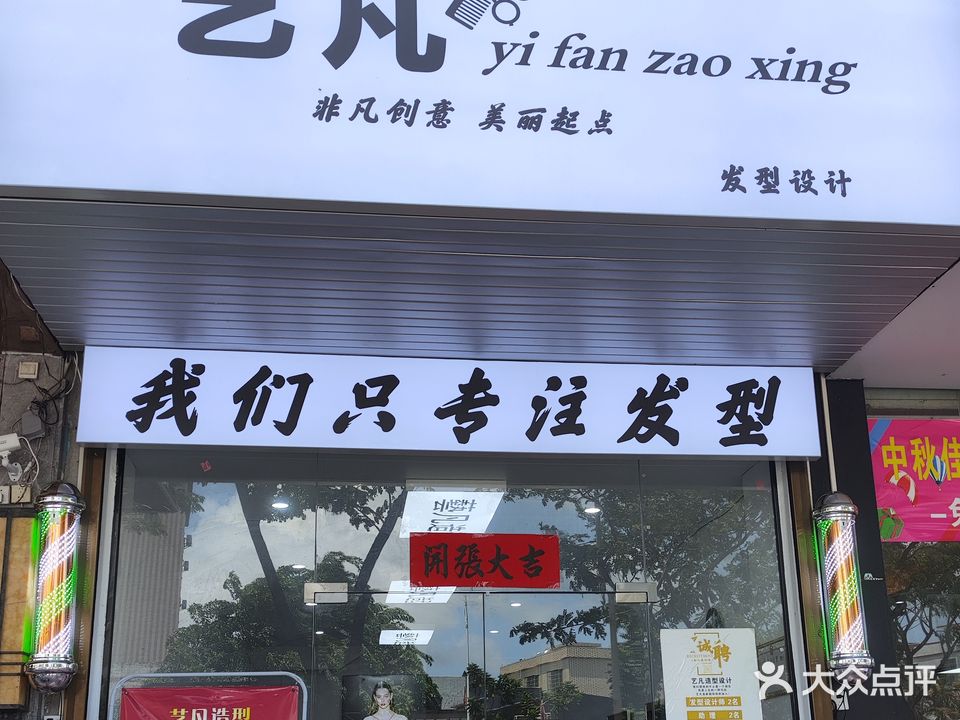 艺凡
yi fan zao xing
非凡创意 美丽起点
发型设计
我们只专注发型
中秋佳
開張大吉
诚聘
艺凡造型设计
发型设计师 2名
助理 2名
艺凡造型
大众点评